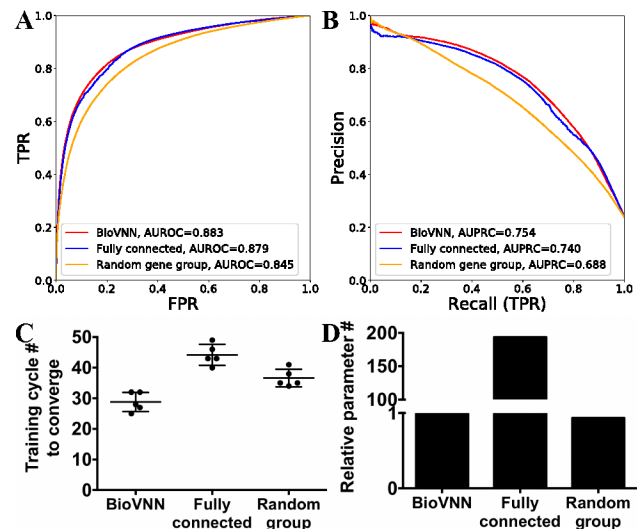 A
1.0
0.8
0.6
0.4
0.2
0.0
TPR
BioVNN, AUROC=0.883
Fully connected, AUROC=0.879
Random gene group, AUROC=0.845
0.0 0.2 0.4 0.6 0.8 1.0
FPR
B
1.0
0.8
0.6
0.4
0.2
0.0
Precision
BioVNN, AUPRC=0.754
Fully connected, AUPRC=0.740
Random gene group, AUPRC=0.688
0.0 0.2 0.4 0.6 0.8 1.0
Recall (TPR)
C
Training cycle #
to converge
50
40
30
20
10
0
BioVNN
Fully
connected
Random
group
D
Relative parameter #
200
150
100
1
0
BioVNN
Fully
connected
Random
group